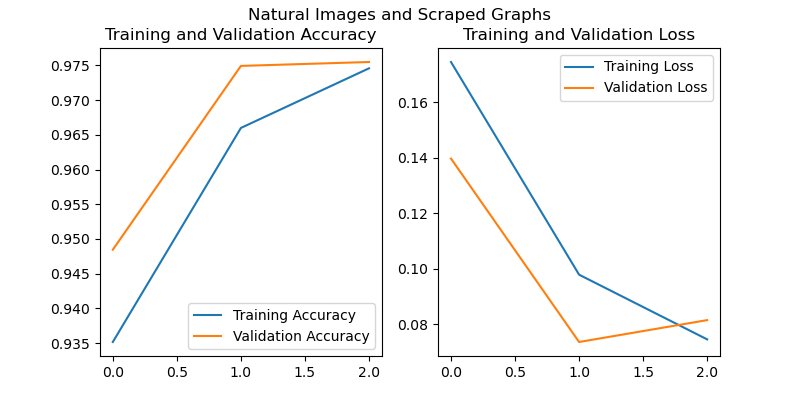 Natural Images and Scraped Graphs
Training and Validation Accuracy
0.975
0.970
0.965
0.960
0.955
0.950
0.945
0.940
0.935
Training Accuracy
Validation Accuracy
0.0 0.5 1.0 1.5 2.0
Training and Validation Loss
Training Loss
Validation Loss
0.16
0.14
0.12
0.10
0.08
0.0 0.5 1.0 1.5 2.0